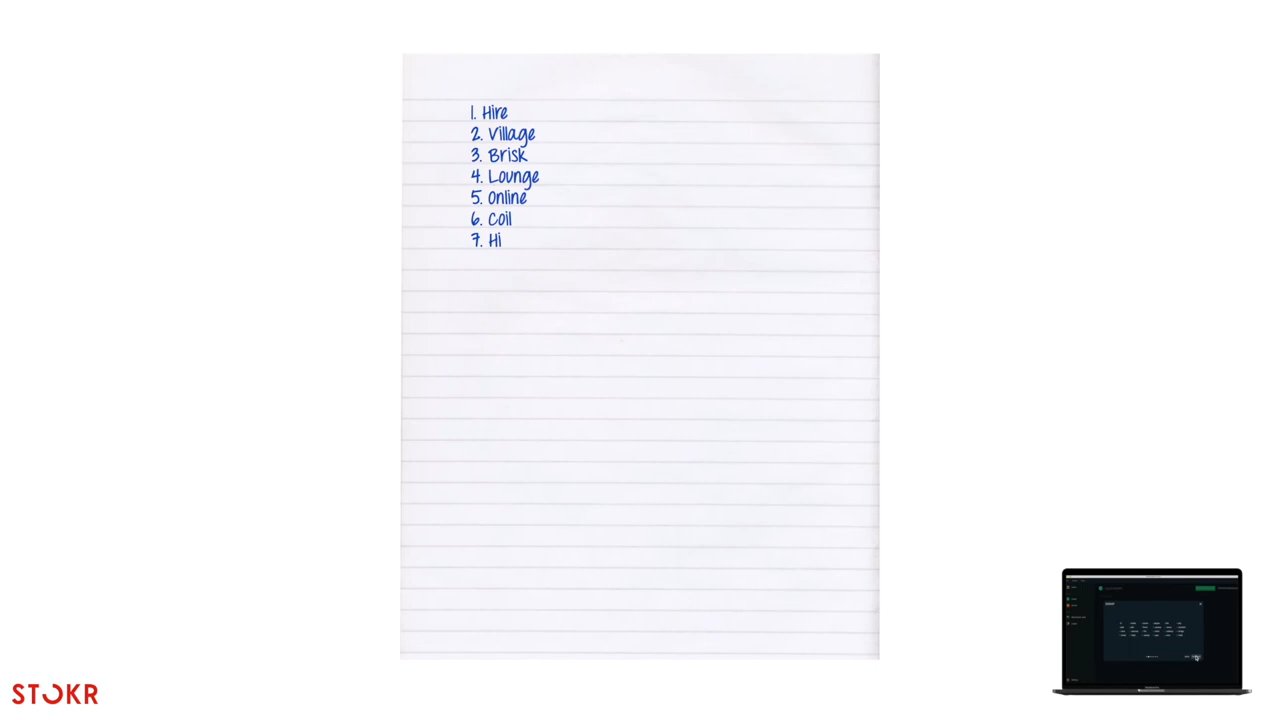 1. Hire
2. Village
3. Brisk
4. Lounge
5. Online
6. Coil
7. Hi
STOKR